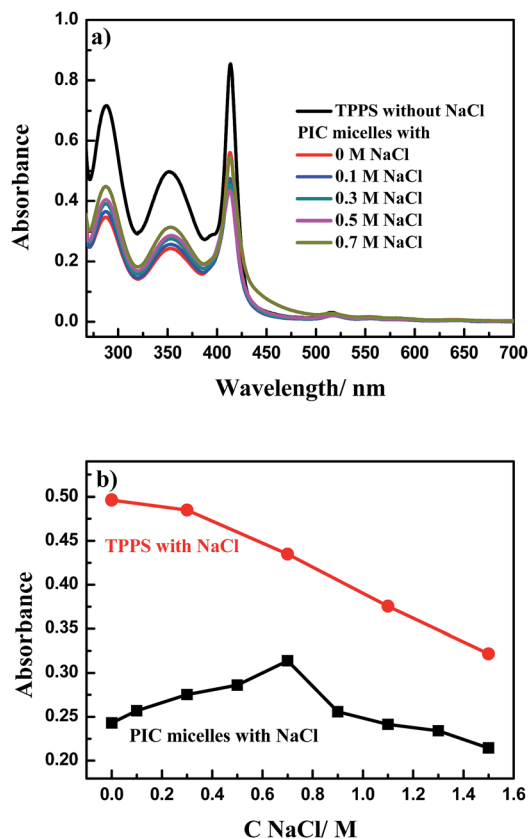 a)
1.0
0.8
0.6
0.4
0.2
0.0
Absorbance
TPPS without NaCl
PIC micelles with
0 M NaCl
0.1 M NaCl
0.3 M NaCl
0.5 M NaCl
0.7 M NaCl
300 350 400 450 500 550 600 650 700
Wavelength/ nm
b)
0.50
0.45
0.40
0.35
0.30
0.25
0.20
Absorbance
TPPS with NaCl
PIC micelles with NaCl
0.0 0.2 0.4 0.6 0.8 1.0 1.2 1.4 1.6
C NaCl/ M